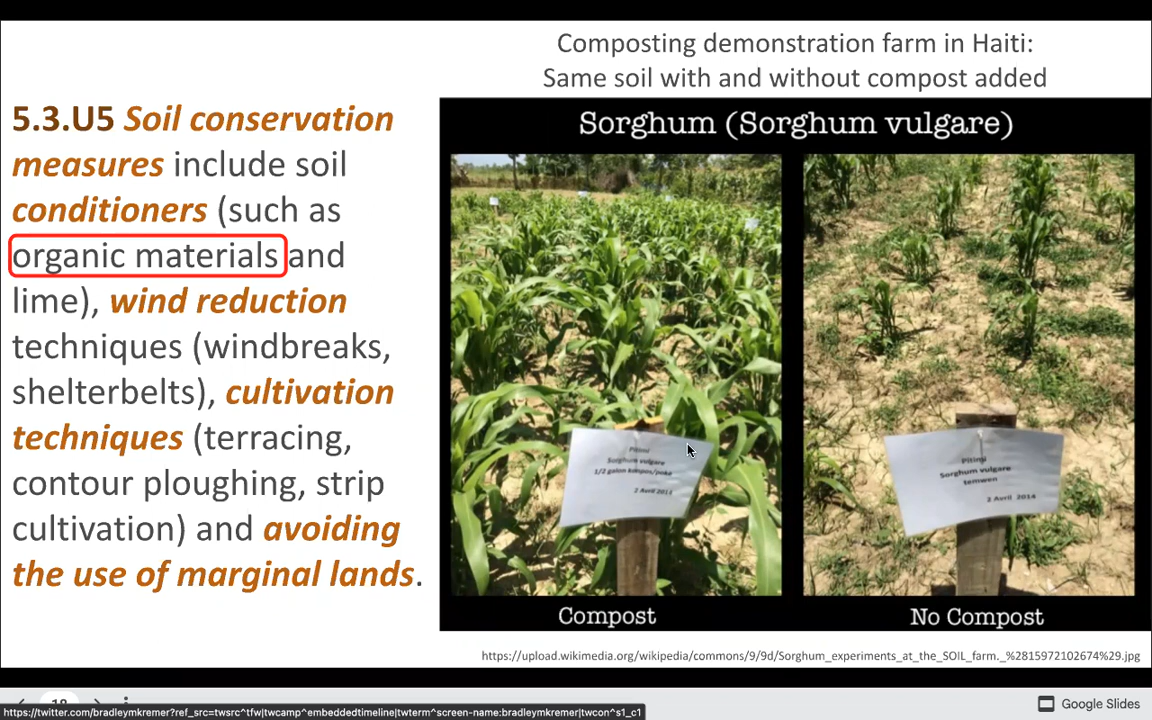 Composting demonstration farm in Haiti:
Same soil with and without compost added
5.3.U5 Soil conservation
measures include soil
conditioners (such as
organic materials and
lime), wind reduction
techniques (windbreaks,
shelterbelts), cultivation
techniques (terracing,
contour ploughing, strip
cultivation) and avoiding
the use of marginal lands.
Sorghum (Sorghum vulgare)
Pitimi
Sorghum vulgare
1/2 galon konpos/poké
2 Avril
Pitimi
Sorghum vulgare
temwen
2 Avril 2014
Compost
No Compost
https://upload.wikimedia.org/wikipedia/commons/9/9d/Sorghum_experiments_at_the_SOIL_farm._%2815972102674%29.jpg
18
Google Slides
https://twitter.com/bradleymkremer?ref_src=twsrc^tfw|twcamp^embeddedtimeline|twterm^screen-name:bradleymkremer|twcon^s1_c1